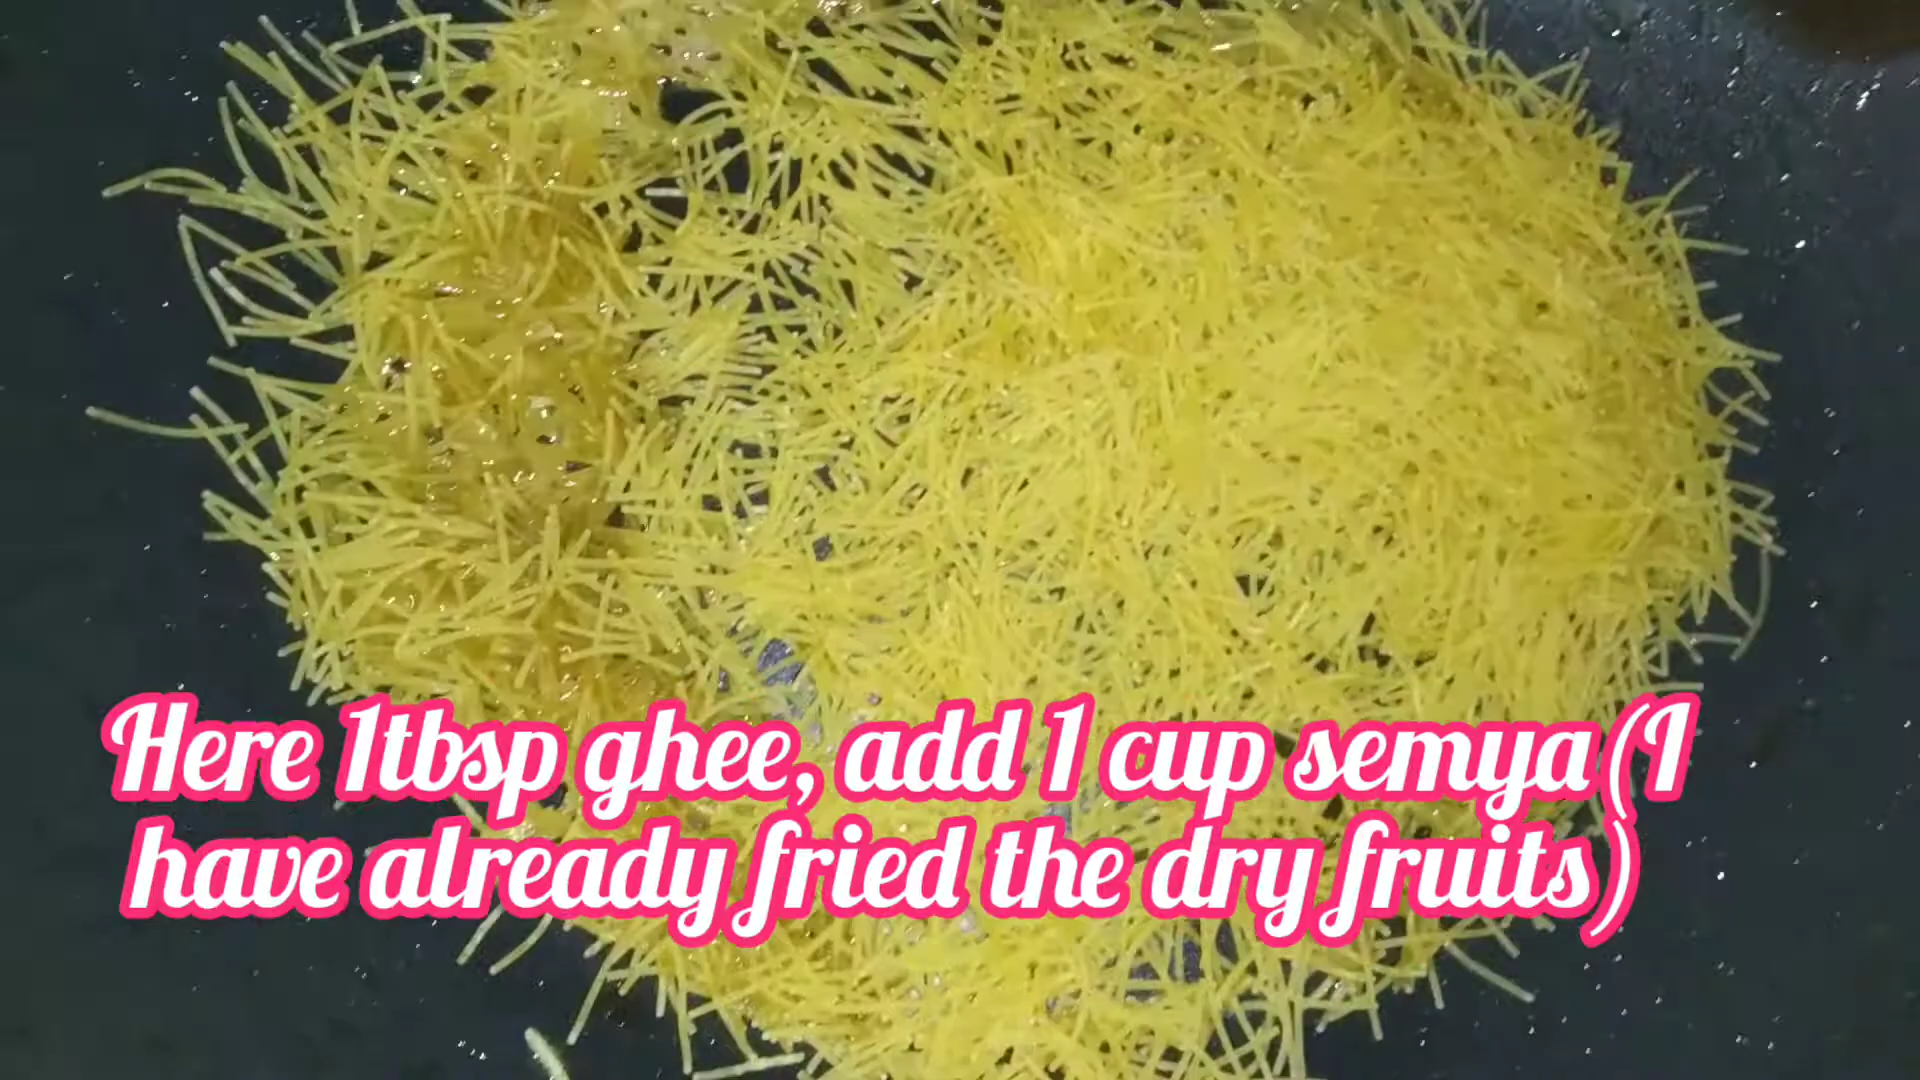 Here 1tbsp ghee, add 1 cup semya(I
have already fried the dry fruits)